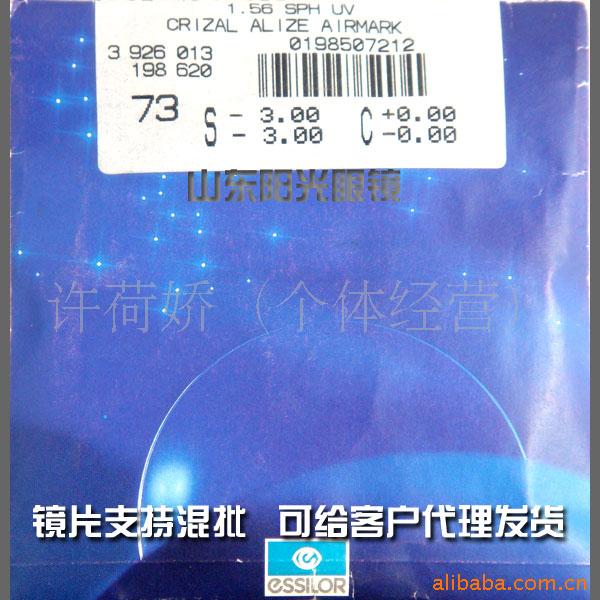 1.56 SPH UV
CRIZAL ALIZE AIRMARK
3 926 013
198 620
0198507212
73
S - 3.00 C +0.00
- 3.00 -0.00
山东阳光眼镜
许荷娇（个体经营）
镜片支持混批 可给客户代理发货
essilor
alibaba.com.cn